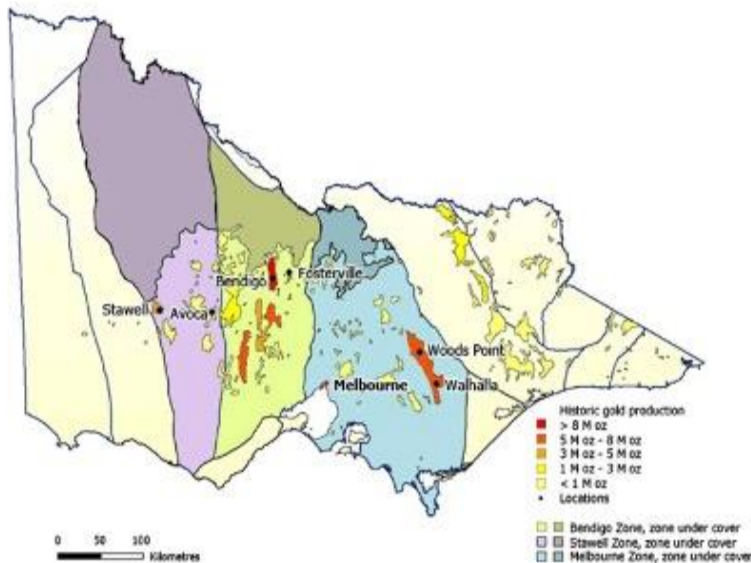 Bendigo
Fosterville
Stawell
Avoca
Woods Point
Melbourne
Walhalla
Historic gold production
> 8 M oz
5 M oz - 8 M oz
3 M oz - 5 M oz
1 M oz - 3 M oz
< 1 M oz
Locations
Bendigo Zone, zone under cover
Stawell Zone, zone under cover
Melbourne Zone, zone under cover
50 100
Kilometres